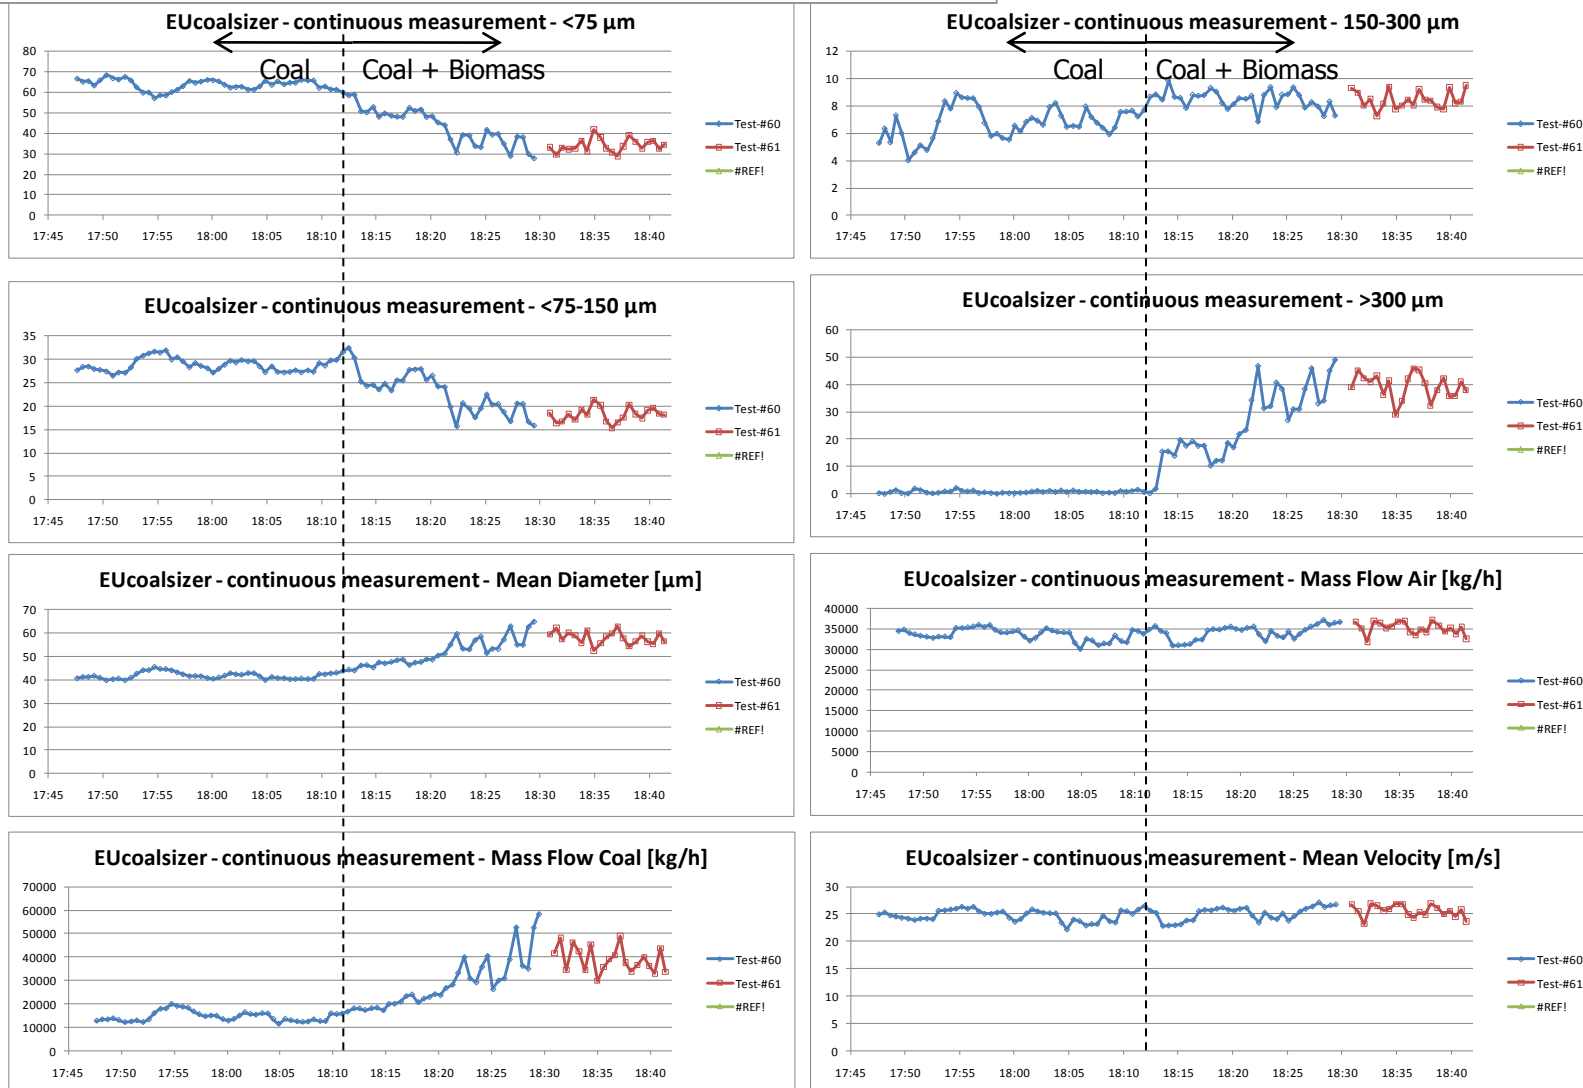 EUcoalsizer - continuous measurement - <75 µm
Coal
Coal + Biomass
80
70
60
50
40
30
20
10
0
17:45 17:50 17:55 18:00 18:05 18:10 18:15 18:20 18:25 18:30 18:35 18:40
Test-#60
Test-#61
#REF!
EUcoalsizer - continuous measurement - 150-300 µm
Coal
Coal + Biomass
12
10
8
6
4
2
0
17:45 17:50 17:55 18:00 18:05 18:10 18:15 18:20 18:25 18:30 18:35 18:40
Test-#60
Test-#61
#REF!
EUcoalsizer - continuous measurement - <75-150 µm
35
30
25
20
15
10
5
0
17:45 17:50 17:55 18:00 18:05 18:10 18:15 18:20 18:25 18:30 18:35 18:40
Test-#60
Test-#61
#REF!
EUcoalsizer - continuous measurement - >300 µm
60
50
40
30
20
10
0
17:45 17:50 17:55 18:00 18:05 18:10 18:15 18:20 18:25 18:30 18:35 18:40
Test-#60
Test-#61
#REF!
EUcoalsizer - continuous measurement - Mean Diameter [µm]
70
60
50
40
30
20
10
0
17:45 17:50 17:55 18:00 18:05 18:10 18:15 18:20 18:25 18:30 18:35 18:40
Test-#60
Test-#61
#REF!
EUcoalsizer - continuous measurement - Mass Flow Air [kg/h]
40000
35000
30000
25000
20000
15000
10000
5000
0
17:45 17:50 17:55 18:00 18:05 18:10 18:15 18:20 18:25 18:30 18:35 18:40
Test-#60
Test-#61
#REF!
EUcoalsizer - continuous measurement - Mass Flow Coal [kg/h]
70000
60000
50000
40000
30000
20000
10000
0
17:45 17:50 17:55 18:00 18:05 18:10 18:15 18:20 18:25 18:30 18:35 18:40
Test-#60
Test-#61
#REF!
EUcoalsizer - continuous measurement - Mean Velocity [m/s]
30
25
20
15
10
5
0
17:45 17:50 17:55 18:00 18:05 18:10 18:15 18:20 18:25 18:30 18:35 18:40
Test-#60
Test-#61
#REF!